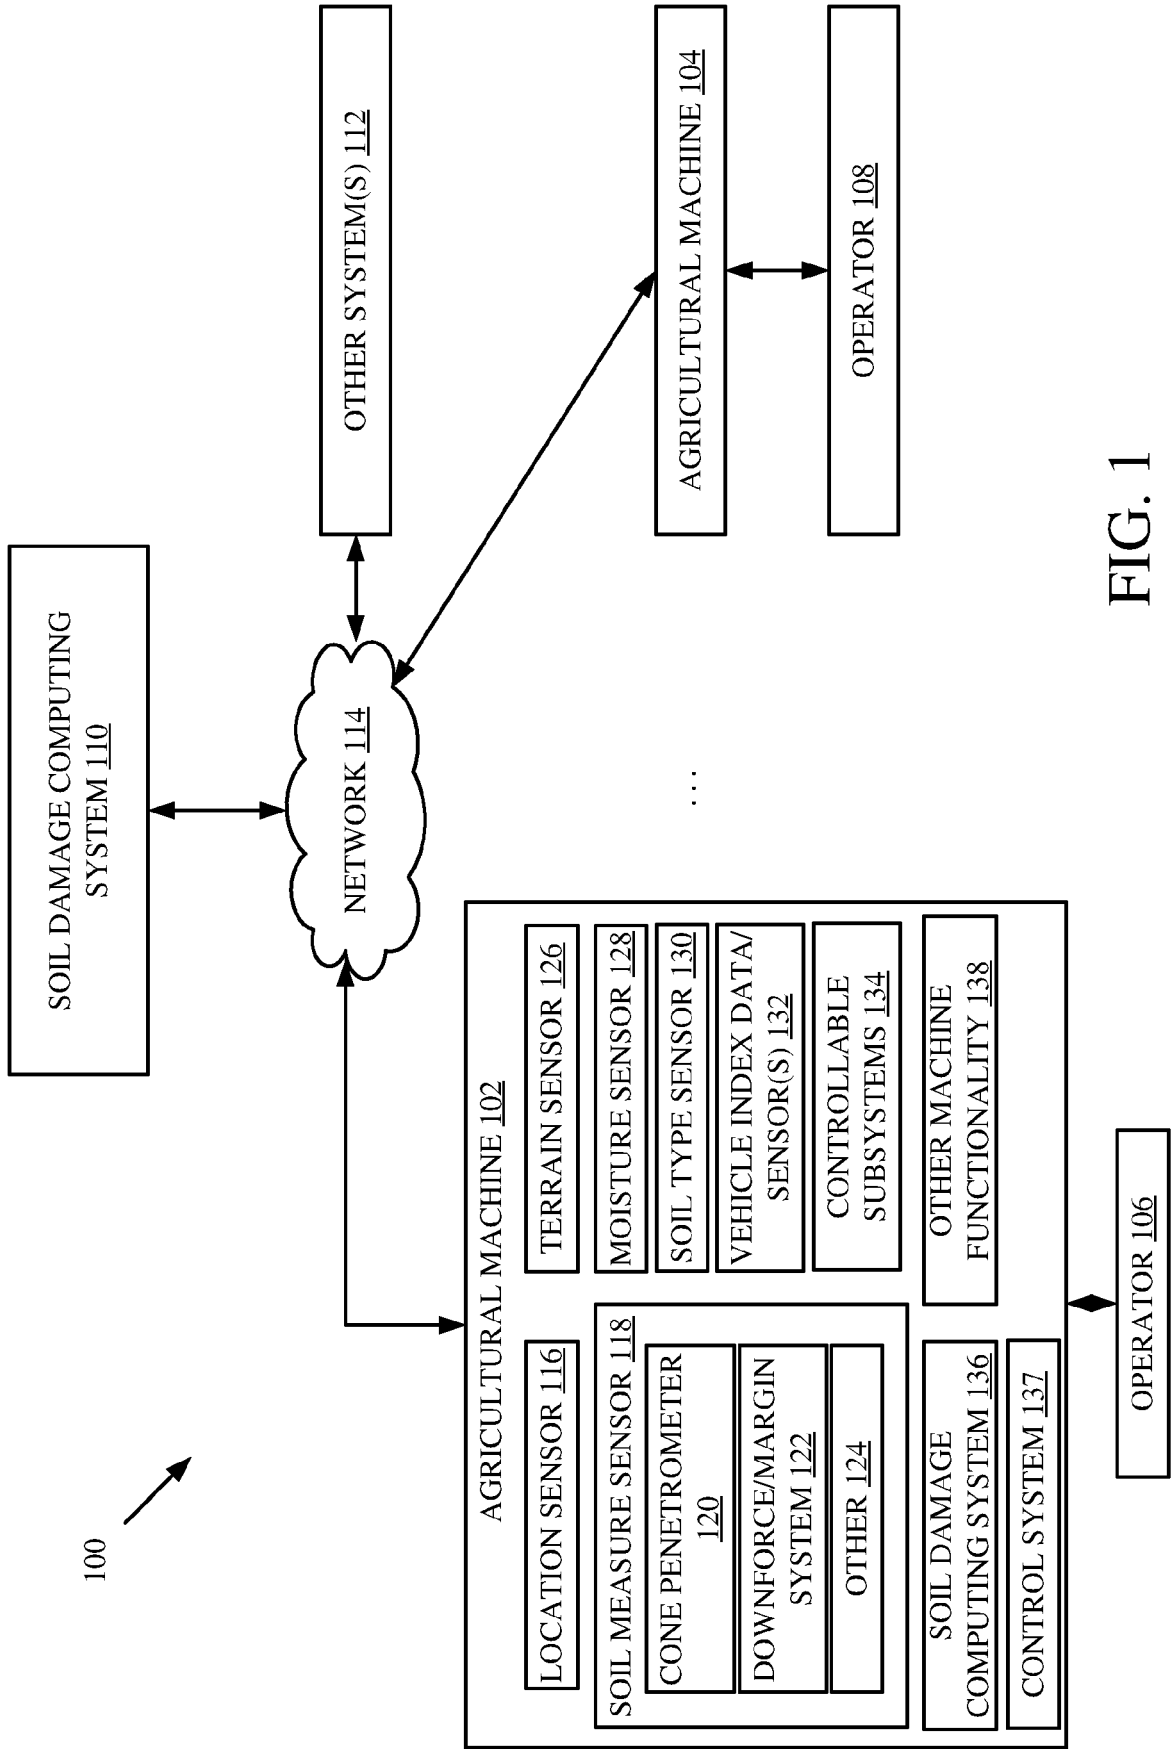 100
SOIL DAMAGE COMPUTING
SYSTEM 110
OTHER SYSTEM(S) 112
NETWORK 114
AGRICULTURAL MACHINE 102
LOCATION SENSOR 116
SOIL MEASURE SENSOR 118
CONE PENETROMETER
120
DOWNFORCE/MARGIN
SYSTEM 122
OTHER 124
SOIL DAMAGE
COMPUTING SYSTEM 136
CONTROL SYSTEM 137
TERRAIN SENSOR 126
MOISTURE SENSOR 128
SOIL TYPE SENSOR 130
VEHICLE INDEX DATA/
SENSOR(S) 132
CONTROLLABLE
SUBSYSTEMS 134
OTHER MACHINE
FUNCTIONALITY 138
OPERATOR 106
...
AGRICULTURAL MACHINE 104
OPERATOR 108
FIG. 1